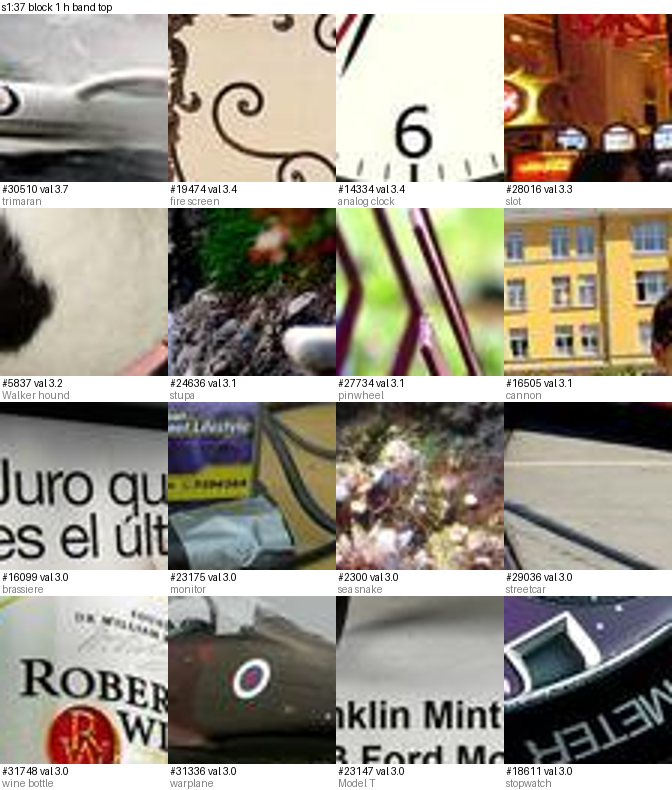 s1:37 block 1 h band top
#30510 val 3.7
trimaran
#19474 val 3.4
fire screen
6
#14334 val 3.4
analog clock
#28016 val 3.3
slot
#5837 val 3.2
Walker hound
#24636 val 3.1
stupa
#27734 val 3.1
pinwheel
#16505 val 3.1
cannon
Juro qu
es el últ
#16099 val 3.0
brassiere
Lifestyle
#23175 val 3.0
monitor
#2300 val 3.0
sea snake
#29036 val 3.0
streetcar
DR. WILLIAM
ROBER
WI
R
W
#31748 val 3.0
wine bottle
#31336 val 3.0
warplane
nklin Mint
B Ford Mo
#23147 val 3.0
Model T
METER
#18611 val 3.0
stopwatch